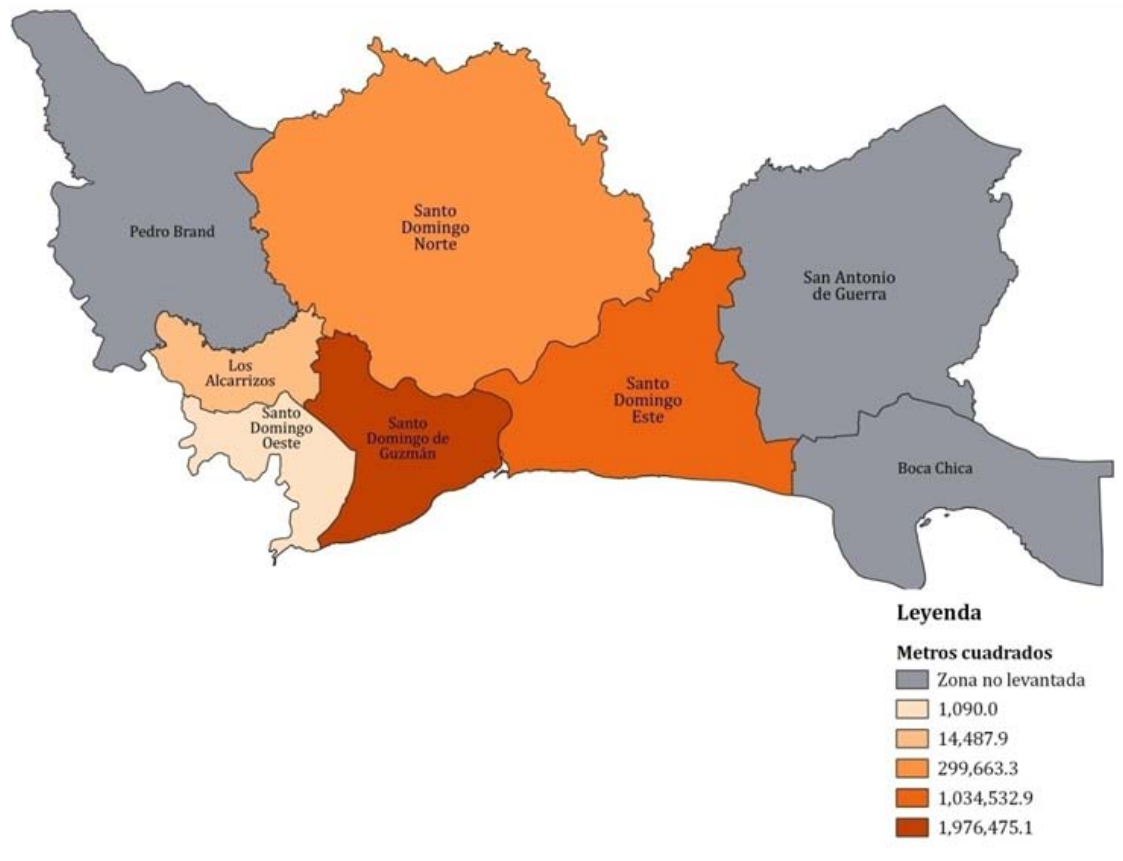 Santo
Domingo
Norte
Pedro Brand
San Antonio
de Guerra
Los
Alcarrizos
Santo
Domingo
Este
Santo
Domingo
Oeste
Santo
Domingo de
Guzmán
Boca Chica
Leyenda
Metros cuadrados
Zona no levantada
1,090.0
14,487.9
299,663.3
1,034,532.9
1,976,475.1